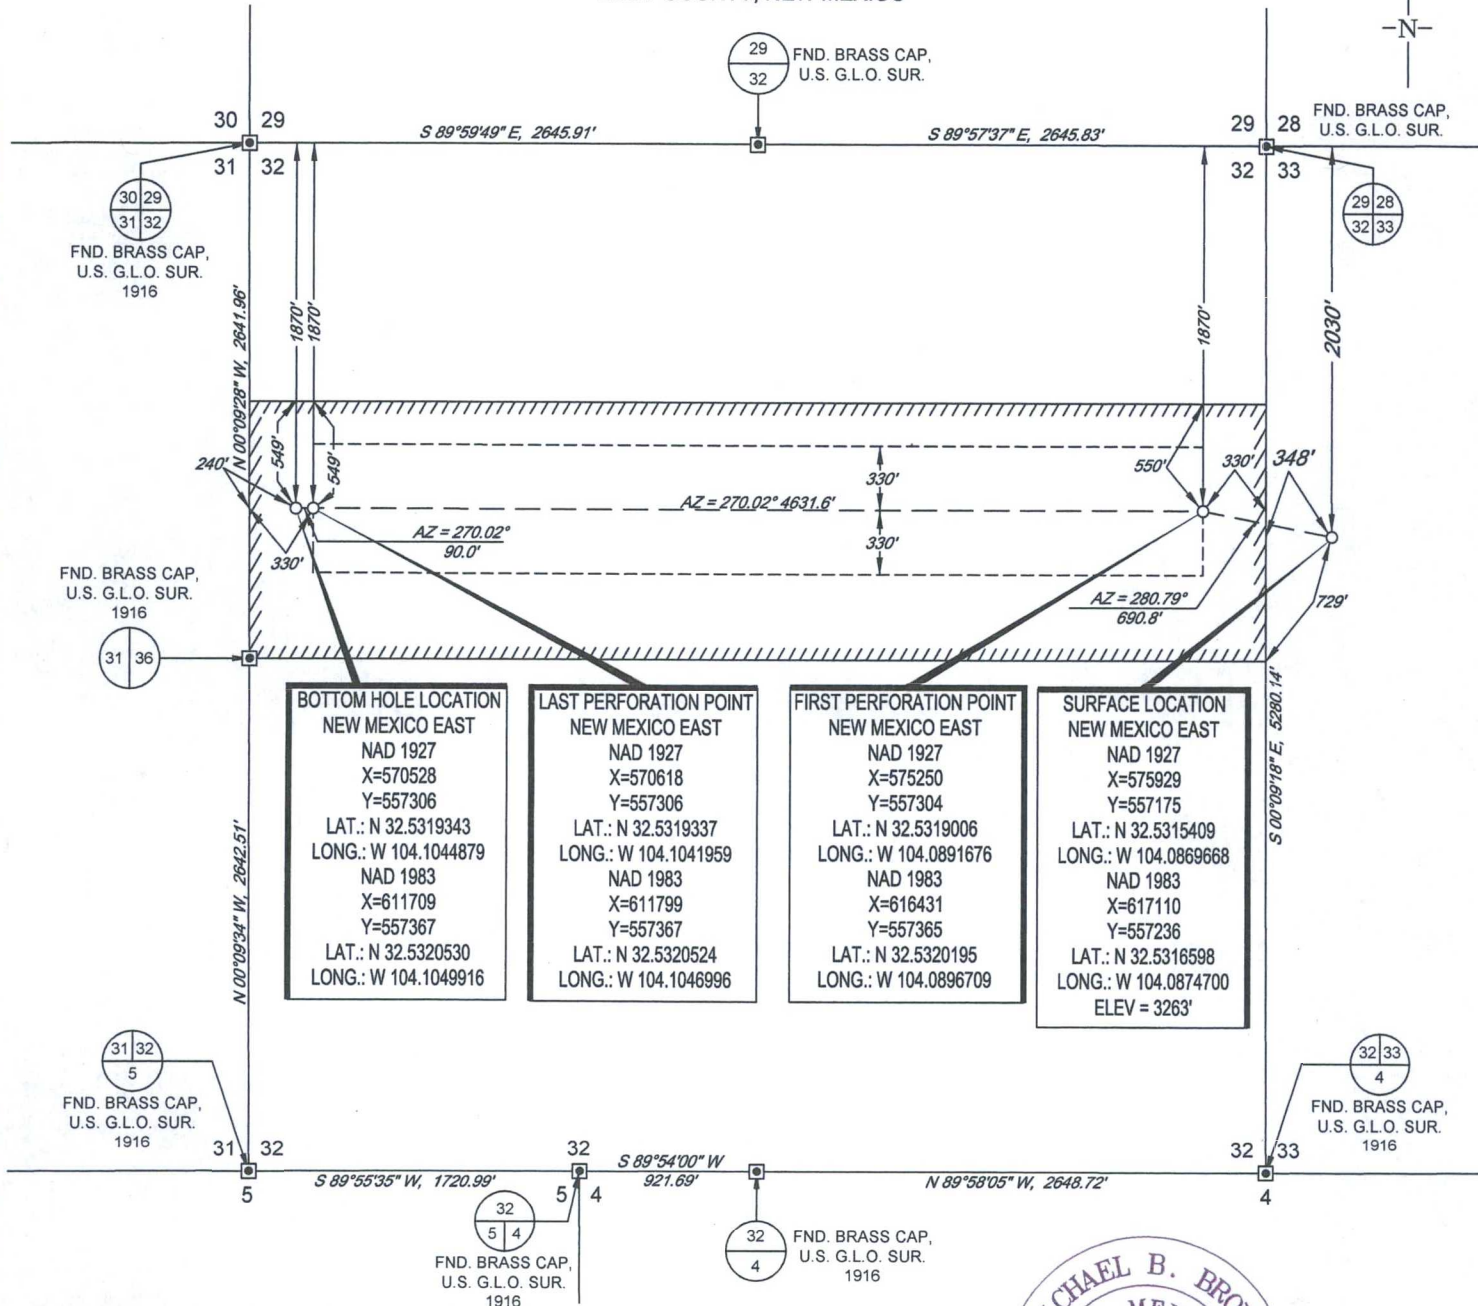 -N-
29
32
FND. BRASS CAP,
U.S. G.L.O. SUR.
FND. BRASS CAP,
U.S. G.L.O. SUR.
30 29
31 32
S 89°59'49" E, 2645.91'
S 89°57'37" E, 2645.83'
29 28
32 33
30 29
31 32
FND. BRASS CAP,
U.S. G.L.O. SUR.
1916
29 28
32 33
N 00°09'28" W, 2641.96'
1870'
1870'
1870'
2030'
240'
549'
549'
330'
AZ = 270.02°
90.0'
AZ = 270.02° 4631.6'
330'
330'
550'
330'
348'
AZ = 280.79°
690.8'
729'
FND. BRASS CAP,
U.S. G.L.O. SUR.
1916
31 36
BOTTOM HOLE LOCATION
NEW MEXICO EAST
NAD 1927
X=570528
Y=557306
LAT.: N 32.5319343
LONG.: W 104.1044879
NAD 1983
X=611709
Y=557367
LAT.: N 32.5320530
LONG.: W 104.1049916
LAST PERFORATION POINT
NEW MEXICO EAST
NAD 1927
X=570618
Y=557306
LAT.: N 32.5319337
LONG.: W 104.1041959
NAD 1983
X=611799
Y=557367
LAT.: N 32.5320524
LONG.: W 104.1046996
FIRST PERFORATION POINT
NEW MEXICO EAST
NAD 1927
X=575250
Y=557304
LAT.: N 32.5319006
LONG.: W 104.0891676
NAD 1983
X=616431
Y=557365
LAT.: N 32.5320195
LONG.: W 104.0896709
SURFACE LOCATION
NEW MEXICO EAST
NAD 1927
X=575929
Y=557175
LAT.: N 32.5315409
LONG.: W 104.0869668
NAD 1983
X=617110
Y=557236
LAT.: N 32.5316598
LONG.: W 104.0874700
ELEV = 3263'
N 00°09'34" W, 2642.51'
S 00°09'18" E, 5280.14'
31 32
5
FND. BRASS CAP,
U.S. G.L.O. SUR.
1916
32 33
4
FND. BRASS CAP,
U.S. G.L.O. SUR.
1916
31 32
5
S 89°55'35" W, 1720.99'
32
5 4
S 89°54'00" W
921.69'
N 89°58'05" W, 2648.72'
32 33
4
32
5 4
FND. BRASS CAP,
U.S. G.L.O. SUR.
1916
32
4
FND. BRASS CAP,
U.S. G.L.O. SUR.
1916
B.